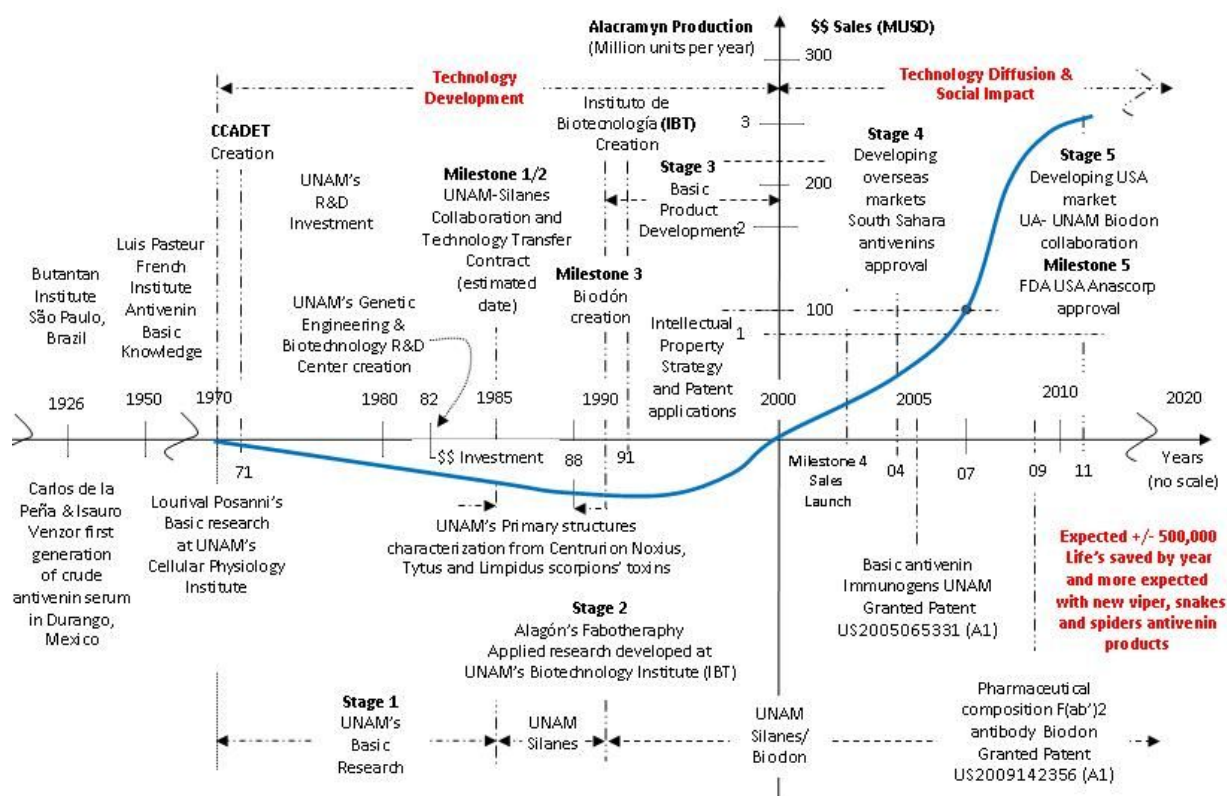 Alacramyn Production
(Million units per year)
$$ Sales (MUSD)
300
Technology
Development
Technology Diffusion &
Social Impact
Instituto de
Biotecnología (IBT)
Creation
3
CCADET
Creation
Stage 4
Developing
overseas
markets
South Sahara
antivenins
approval
Stage 5
Developing USA
market
UA- UNAM Biodon
collaboration
Milestone 5
FDA USA Anascorp
approval
UNAM's
R&D
Investment
Milestone 1/2
UNAM-Silanes
Collaboration and
Technology Transfer
Contract
(estimated
date)
Stage 3
Basic
Product
Development
200
2
Butantan
Institute
São Paulo,
Brazil
Luis Pasteur
French
Institute
Antivenin
Basic
Knowledge
UNAM's Genetic
Engineering &
Biotechnology R&D
Center creation
Milestone 3
Biodón
creation
Intellectual
Property
Strategy
and Patent
applications
100
1
1926
1950
1970
1980
82
1985
1990
2000
2005
2010
2020
71
$$ Investment
88
91
Milestone 4
Sales
Launch
04
07
09
11
Years
(no scale)
Carlos de la
Peña & Isauro
Venzor first
generation
of crude
antivenin serum
in Durango,
Mexico
Lourival Posanni's
Basic research
at UNAM's
Cellular Physiology
Institute
UNAM's Primary structures
characterization from Centrurion Noxius,
Tytus and Limpidus scorpions' toxins
Basic antivenin
Immunogens UNAM
Granted Patent
US2005065331 (A1)
Expected +/- 500,000
Life's saved by year
and more expected
with new viper, snakes
and spiders antivenin
products
Stage 2
Alagón's Fabotheraphy
Applied research developed at
UNAM's Biotechnology Institute (IBT)
Stage 1
UNAM's
Basic
Research
UNAM
Silanes
UNAM
Silanes/
Biodon
Pharmaceutical
composition F(ab')2
antibody Biodon
Granted Patent
US2009142356 (A1)